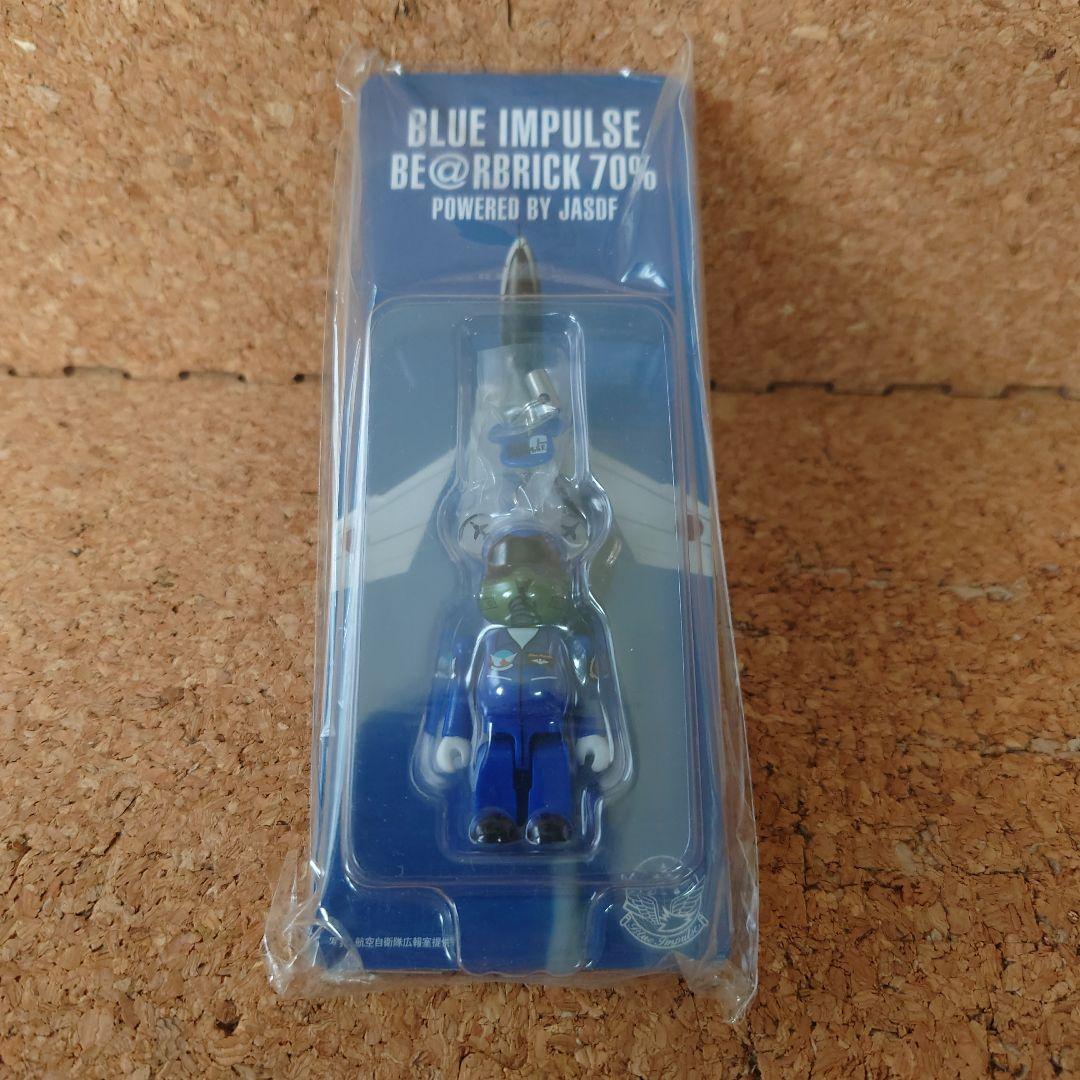 BLUE IMPULSE
BE@RBRICK 70%
POWERED BY JASDF
Blue Impulse
航空自衛隊広報室提供